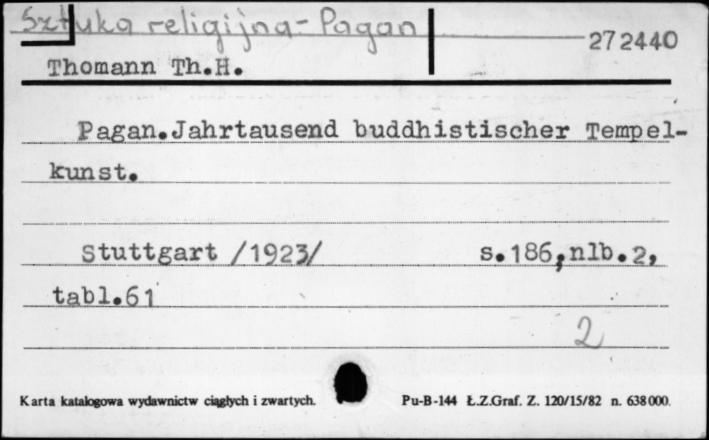 Sztuka religijna - Pagan
272440
Thomann Th.H.
Pagan.Jahrtausend buddhistischer Tempel-
kunst.
Stuttgart /1923/ s.186,nlb.2,
tabl.61
2
Karta katalogowa wydawnictw ciągłych i zwartych. Pu-B-144 Ł.Z.Graf. Z. 120/15/82 n. 638000.